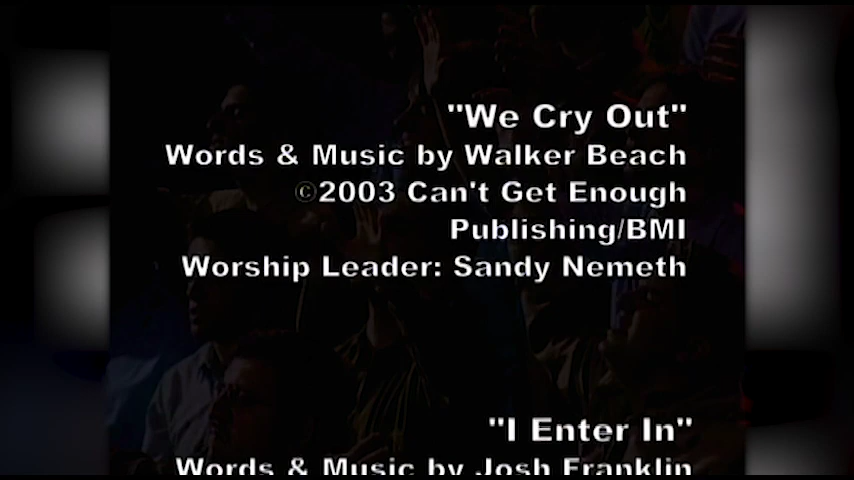 "We Cry Out"
Words & Music by Walker Beach
©2003 Can't Get Enough
Publishing/BMI
Worship Leader: Sandy Nemeth
"I Enter In"
Words & Music by Josh Franklin